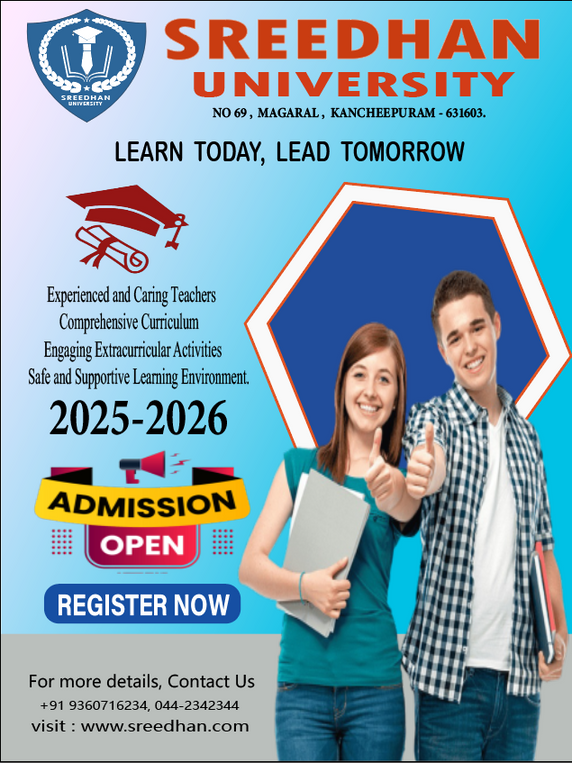 SREEDHAN
UNIVERSITY
SREEDHAN
UNIVERSITY
NO 69 , MAGARAL , KANCHEEPURAM - 631603.
LEARN TODAY, LEAD TOMORROW
Experienced and Caring Teachers
Comprehensive Curriculum
Engaging Extracurricular Activities
Safe and Supportive Learning Environment.
2025-2026
ADMISSION
OPEN
REGISTER NOW
For more details, Contact Us
+91 9360716234, 044-2342344
visit : www.sreedhan.com